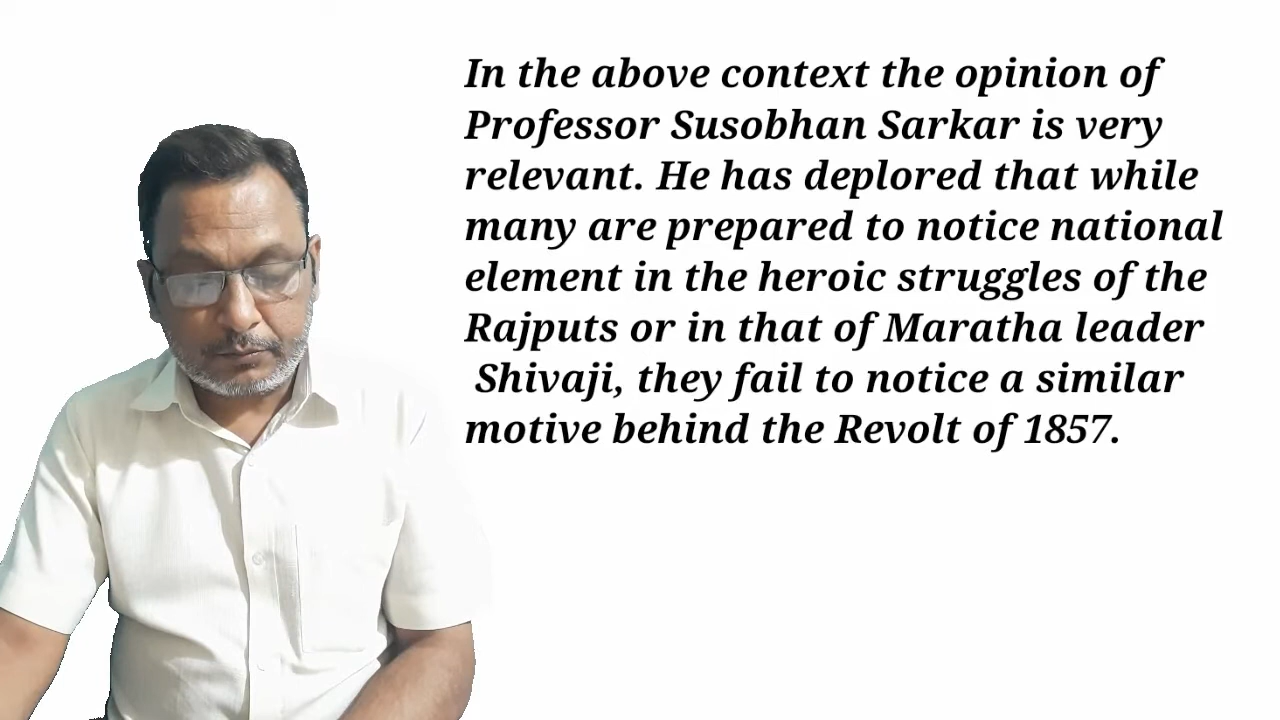 In the above context the opinion of
Professor Susobhan Sarkar is very
relevant. He has deplored that while
many are prepared to notice national
element in the heroic struggles of the
Rajputs or in that of Maratha leader
Shivaji, they fail to notice a similar
motive behind the Revolt of 1857.